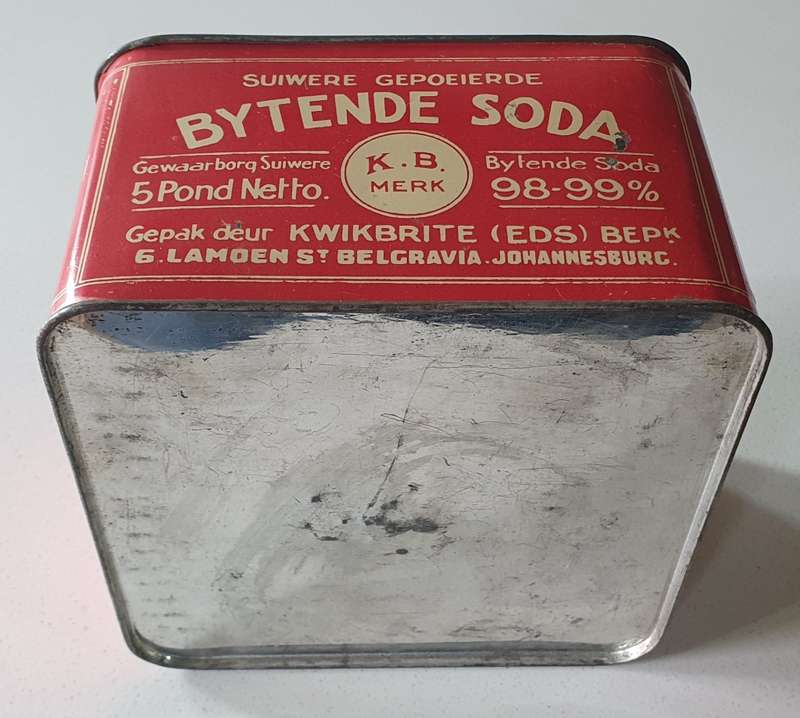 SUIWERE GEPOEIERDE
BYTENDE SODA
Gewaarborg Suiwere
5 Pond Netto.
K.B.
MERK
Bytende Soda
98-99%
Gepak deur KWIKBRITE (EDS) BEPK
6. LAMOEN ST BELGRAVIA. JOHANNESBURG.